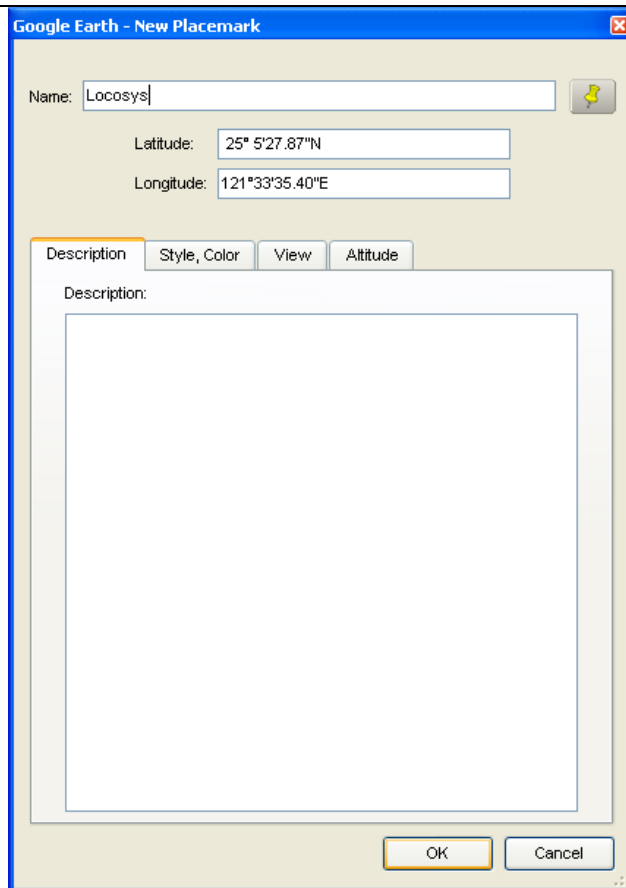 Google Earth - New Placemark
Name: Locosys
Latitude: 25° 5'27.87"N
Longitude: 121°33'35.40"E
Description Style, Color View Altitude
Description:
OK Cancel